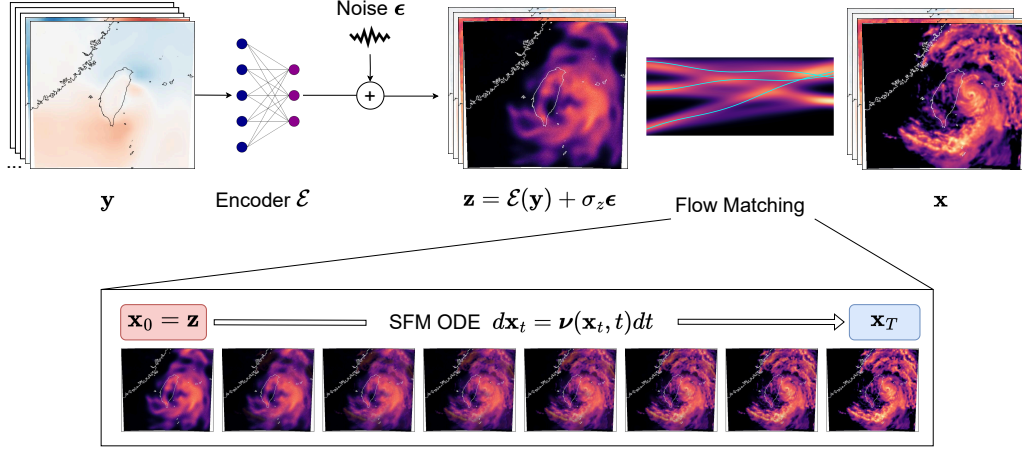 Noise ϵ
+
...
y
Encoder ℰ
z = ℰ(y) + σ_z ϵ
Flow Matching
x
x_0 = z
SFM ODE dx_t = ν(x_t, t)dt
x_T